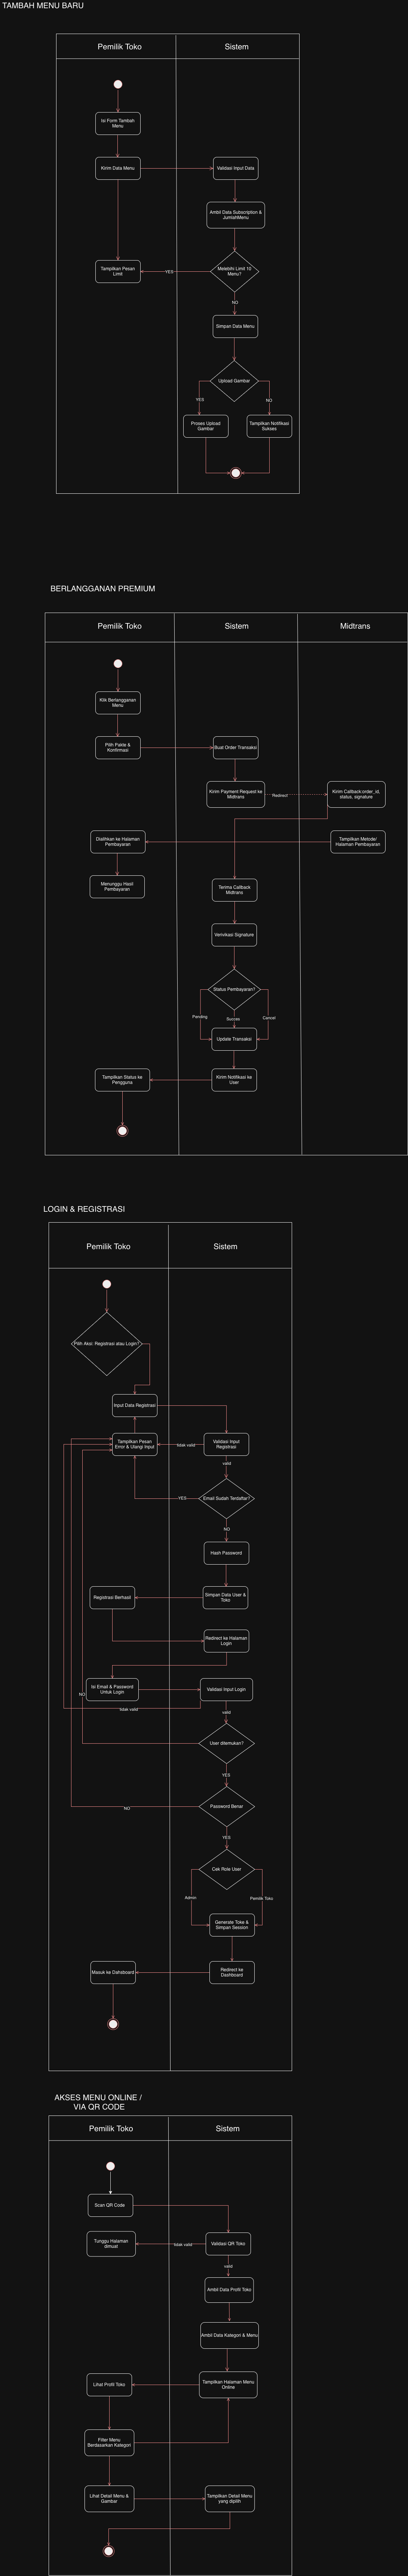 TAMBAH MENU BARU
Pemilik Toko
Sistem
Isi Form Tambah
Menu
Kirim Data Menu
Validasi Input Data
Ambil Data Subscription &
JumlahMenu
Tampilkan Pesan
Limit
YES
Melebihi Limit 10
Menu?
NO
Simpan Data Menu
Upload Gambar
YES
NO
Proses Upload
Gambar
Tampilkan Notifikasi
Sukses
BERLANGGANAN PREMIUM
Pemilik Toko
Sistem
Midtrans
Klik Berlangganan
Menu
Pilih Pakte &
Konfirmasi
Buat Order Transaksi
Kirim Payment Request ke
Midtrans
Redirect
Kirim Callback:order_id,
status, signature
Dialihkan ke Halaman
Pembayaran
Tampilkan Metode/
Halaman Pembayaran
Menunggu Hasil
Pembayaran
Terima Callback
Midtrans
Verivikasi Signature
Status Pembayaran?
Pending
Succes
Cancel
Update Transaksi
Tampilkan Status ke
Pengguna
Kirim Notifikasi ke
User
LOGIN & REGISTRASI
Pemilik Toko
Sistem
Pilih Aksi: Registrasi atau Login?
Input Data Registrasi
Tampilkan Pesan
Error & Ulangi Input
tidak valid
Validasi Input
Registrasi
valid
YES
Email Sudah Terdaftar?
NO
Hash Password
Registrasi Berhasil
Simpan Data User &
Toko
Redirect ke Halaman
Login
Isi Email & Password
Untuk Login
Validasi Input Login
NO
tidak valid
valid
User ditemukan?
YES
NO
Password Benar
YES
Cek Role User
Admin
Pemilik Toko
Generate Toke &
Simpan Session
Masuk ke Dahsboard
Redirect ke
Dashboard
AKSES MENU ONLINE /
VIA QR CODE
Pemilik Toko
Sistem
Scan QR Code
Tunggu Halaman
dimuat
tidak valid
Validasi QR Toko
valid
Ambil Data Profil Toko
Ambil Data Kategori & Menu
Lihat Profil Toko
Tampilkan Halaman Menu
Online
Filter Menu
Berdasarkan Kalegori
Lihat Detail Menu &
Gambar
Tampilkan Detail Menu
yang diplih